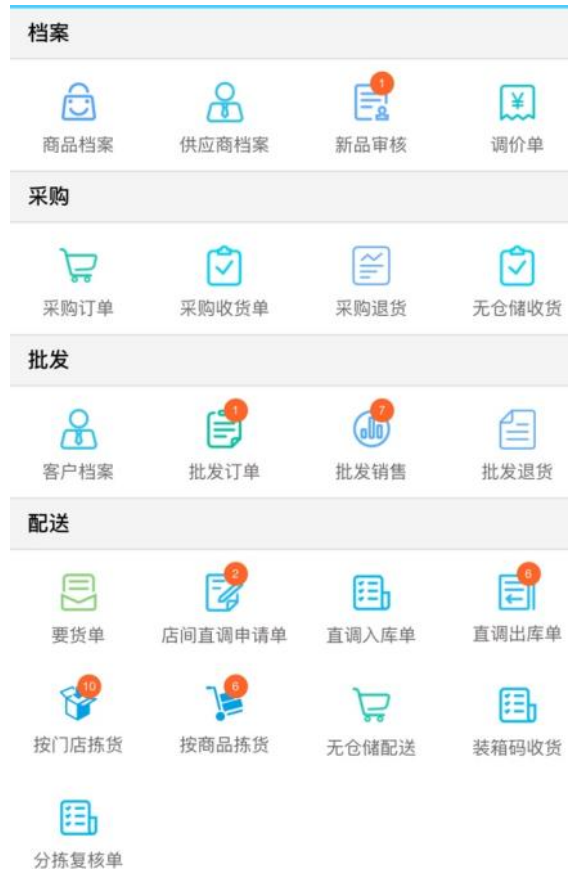 档案
1
商品档案 供应商档案 新品审核 调价单
采购
采购订单 采购收货单 采购退货 无仓储收货
批发
1 7
客户档案 批发订单 批发销售 批发退货
配送
2 6
要货单 店间直调申请单 直调入库单 直调出库单
10 6
按门店拣货 按商品拣货 无仓储配送 装箱码收货
分拣复核单